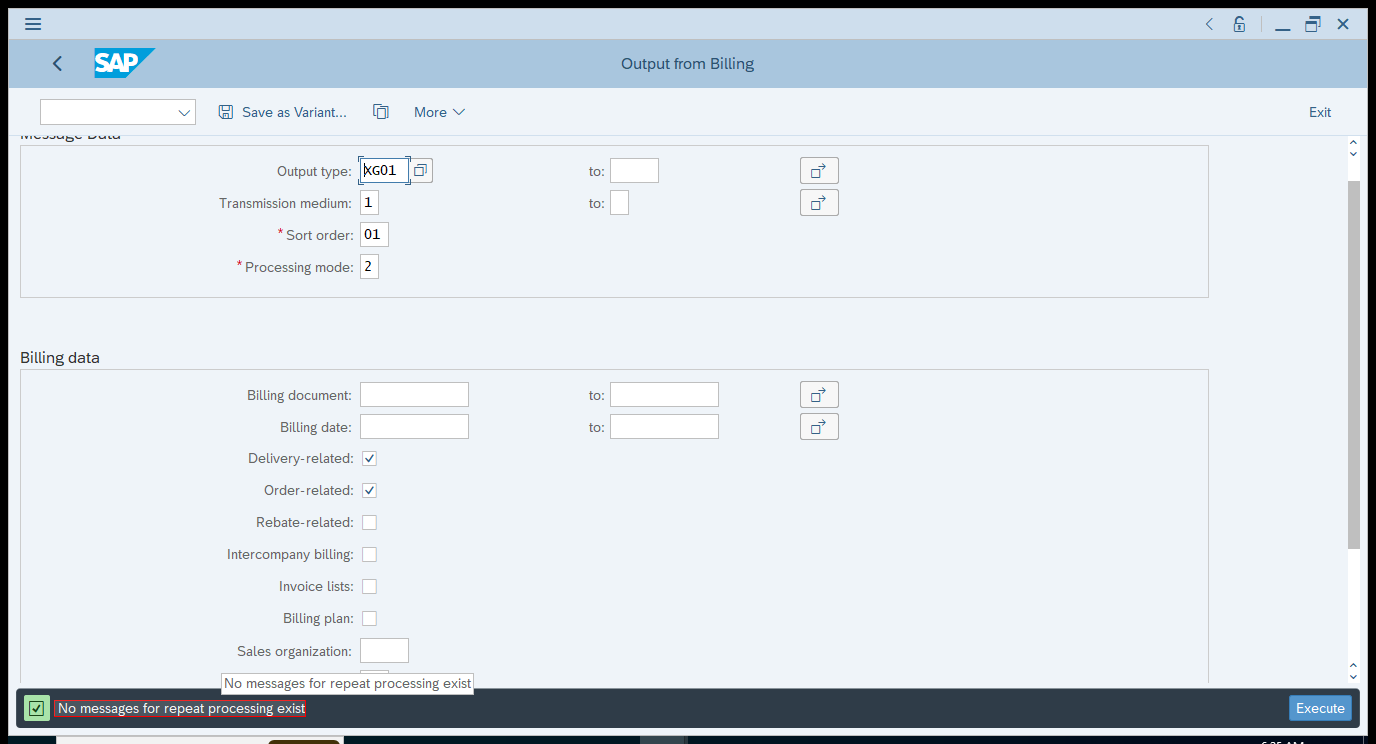 SAP
Output from Billing
Save as Variant...
More
Exit
Message Data
Output type: XG01 to:
Transmission medium: 1 to:
* Sort order: 01
* Processing mode: 2
Billing data
Billing document: to:
Billing date: to:
Delivery-related:
Order-related:
Rebate-related:
Intercompany billing:
Invoice lists:
Billing plan:
Sales organization:
No messages for repeat processing exist
No messages for repeat processing exist
Execute